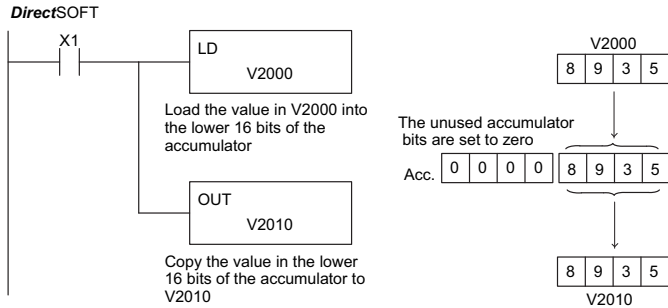 DirectSOFT
X1
LD
V2000
Load the value in V2000 into
the lower 16 bits of the
accumulator
OUT
V2010
Copy the value in the lower
16 bits of the accumulator to
V2010
V2000
8 9 3 5
The unused accumulator
bits are set to zero
Acc. 0 0 0 0 8 9 3 5
8 9 3 5
V2010